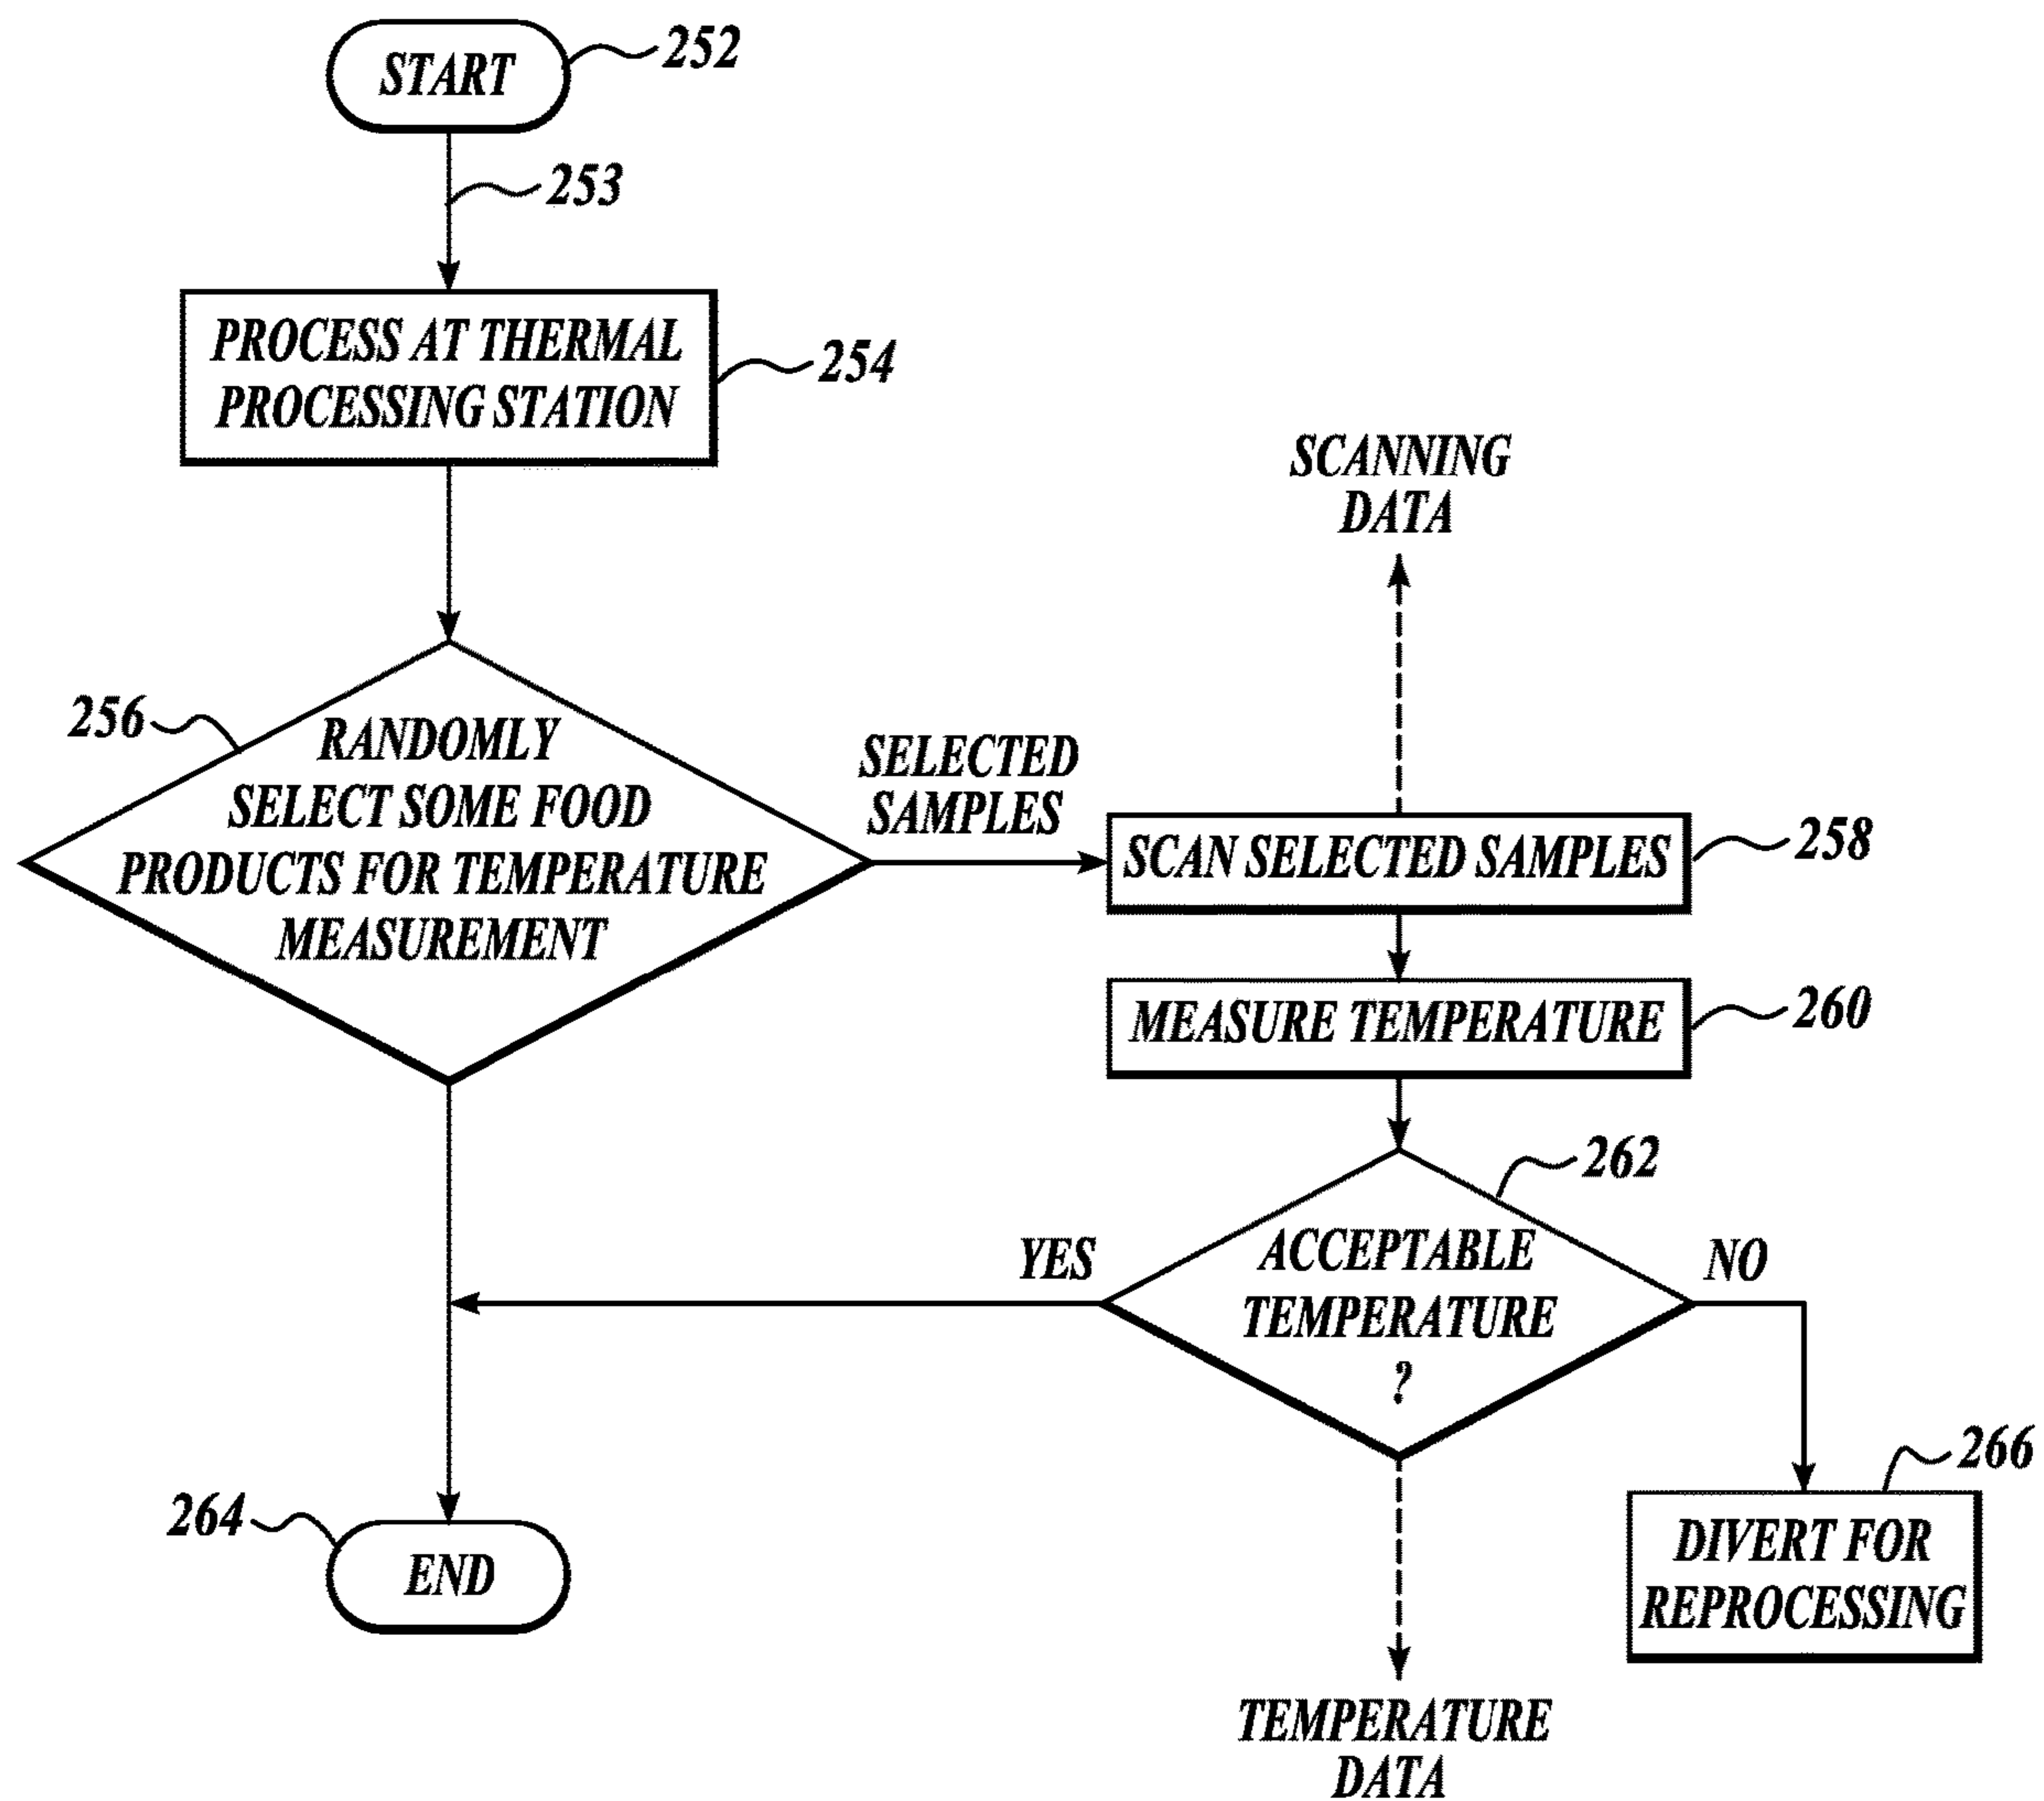 START
252
253
PROCESS AT THERMAL
PROCESSING STATION
254
SCANNING
DATA
256
RANDOMLY
SELECT SOME FOOD
PRODUCTS FOR TEMPERATURE
MEASUREMENT
SELECTED
SAMPLES
SCAN SELECTED SAMPLES
258
MEASURE TEMPERATURE
260
262
YES
ACCEPTABLE
TEMPERATURE
?
NO
266
DIVERT FOR
REPROCESSING
264
END
TEMPERATURE
DATA